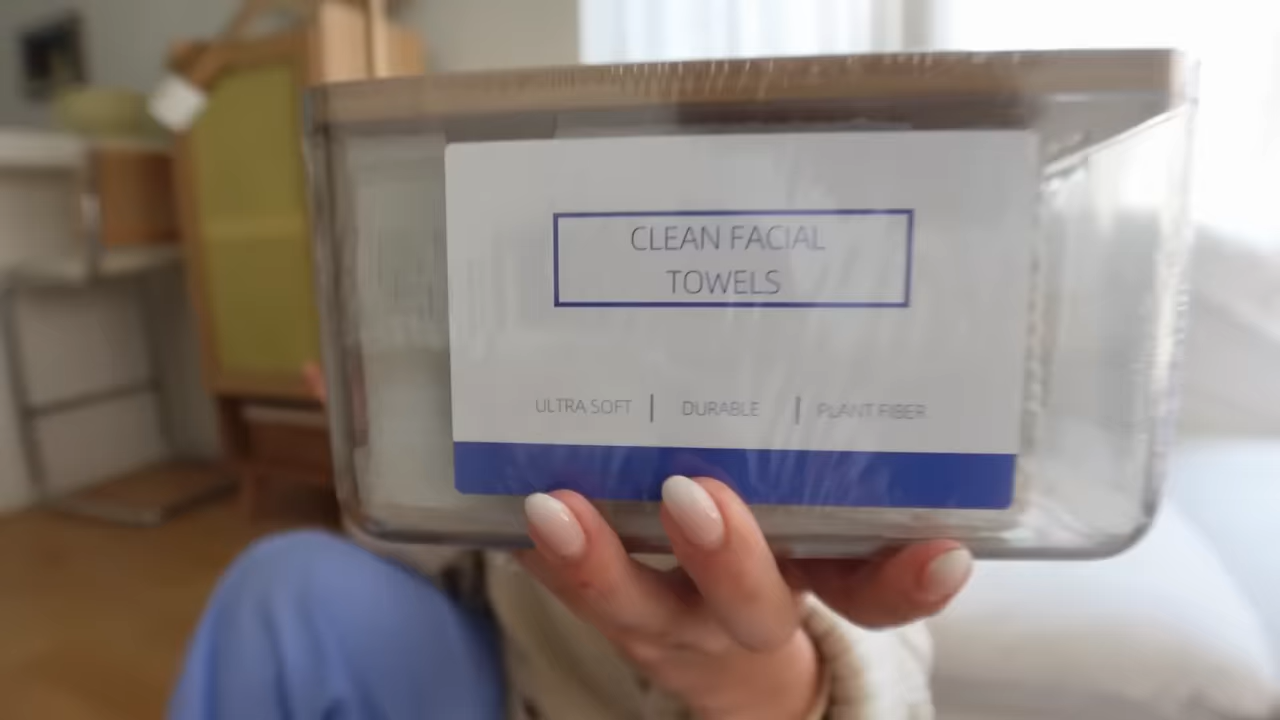 CLEAN FACIAL
TOWELS
ULTRA SOFT | DURABLE | PLANT FIBER